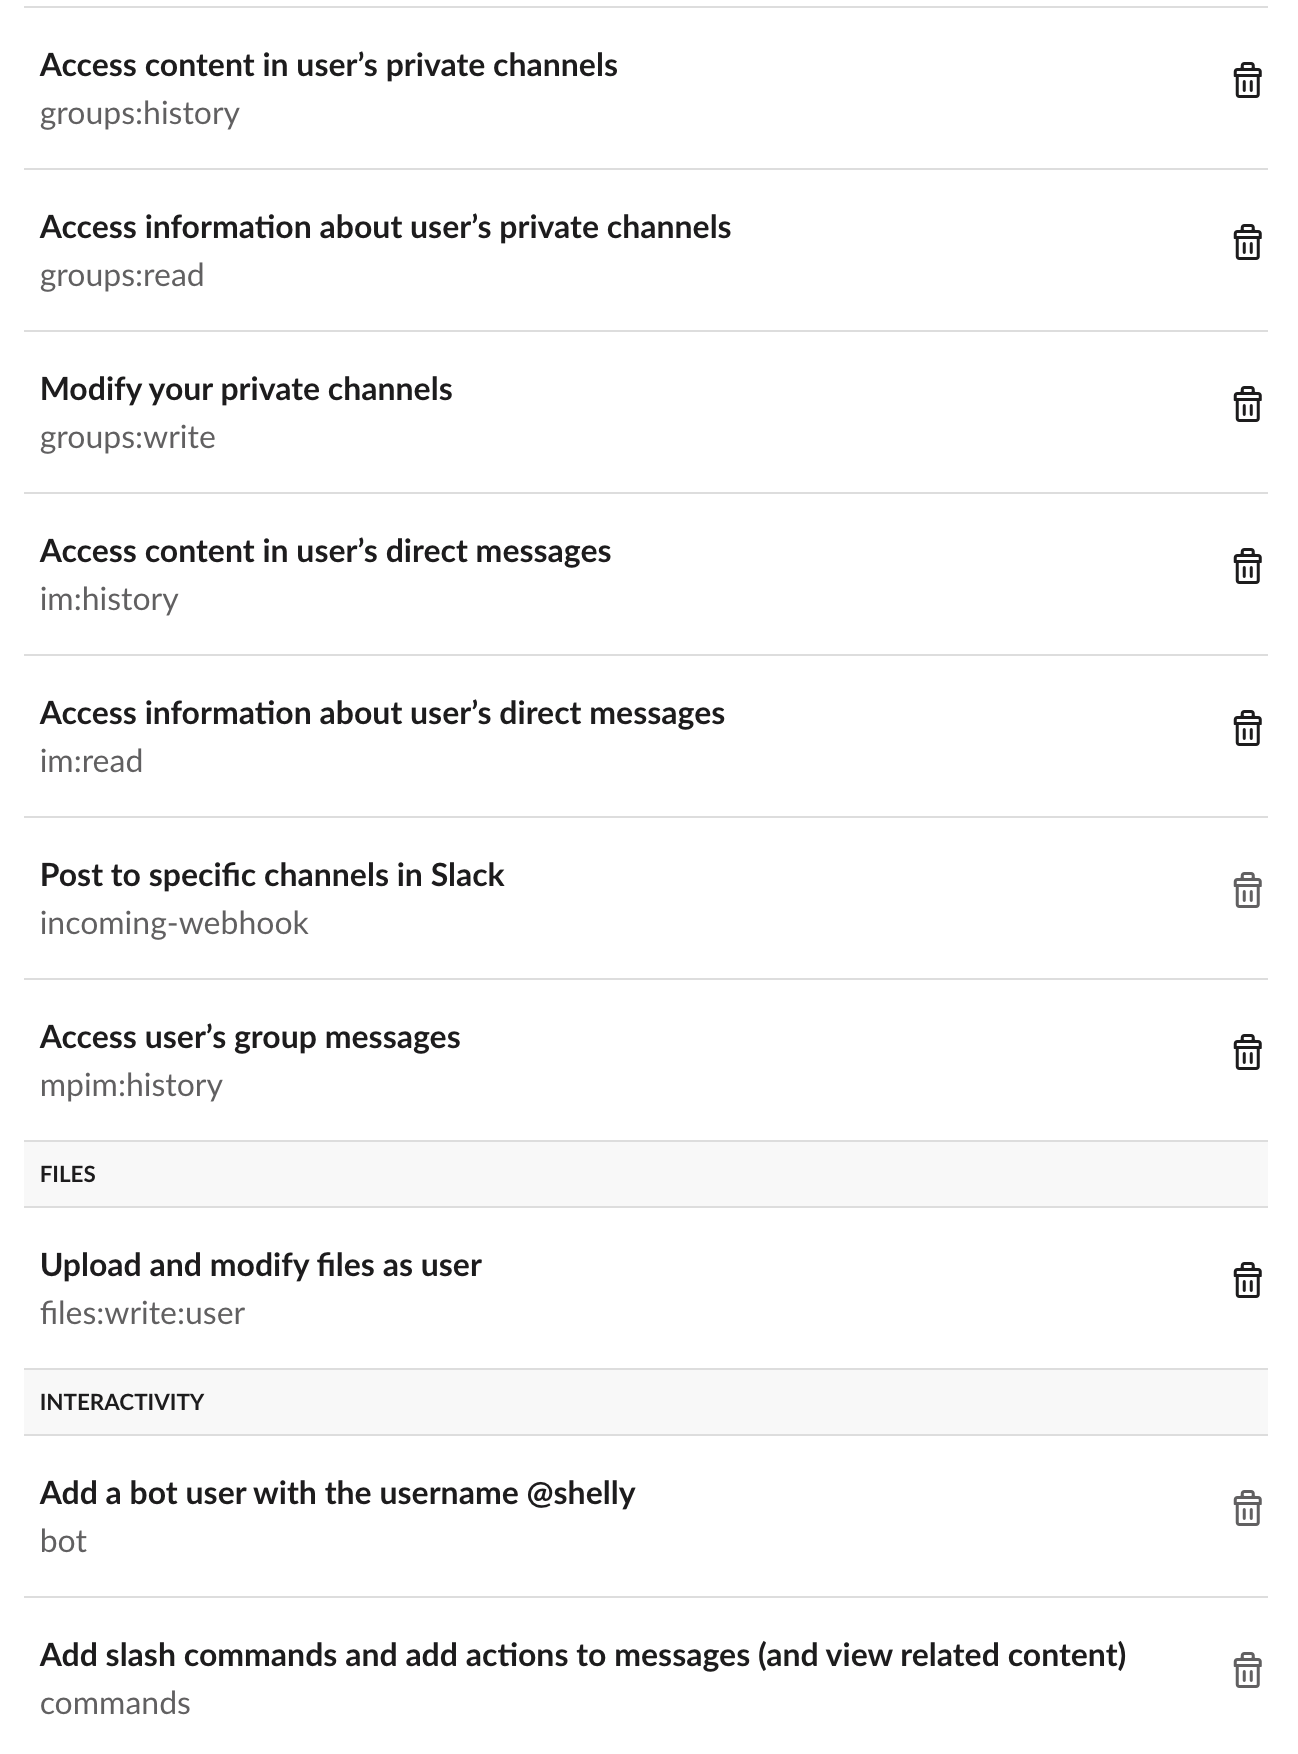 Access content in user’s private channels
groups:history
Access information about user’s private channels
groups:read
Modify your private channels
groups:write
Access content in user’s direct messages
im:history
Access information about user’s direct messages
im:read
Post to specific channels in Slack
incoming-webhook
Access user’s group messages
mpim:history
FILES
Upload and modify files as user
files:write:user
INTERACTIVITY
Add a bot user with the username @shelly
bot
Add slash commands and add actions to messages (and view related content)
commands